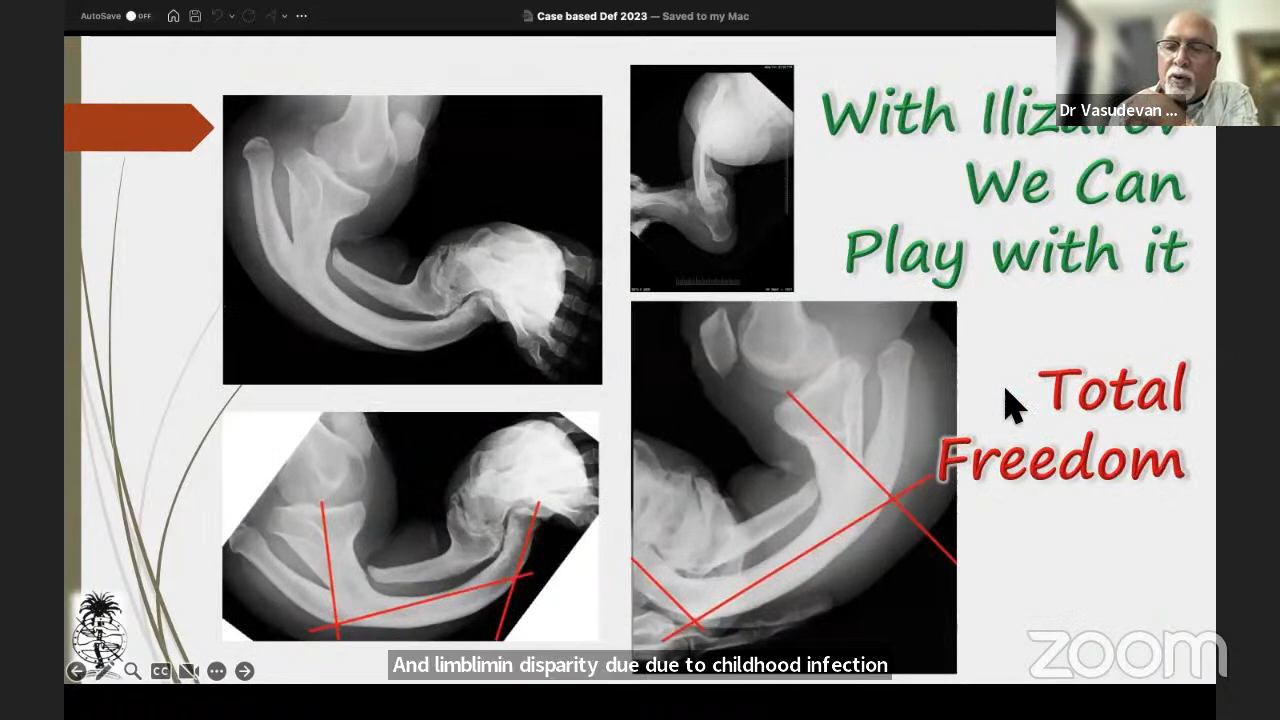 AutoSave OFF
Case based Def 2023 — Saved to my Mac
Dr Vasudevan ...
With Ilizarov
We Can
Play with it
Total
Freedom
And limblimin disparity due due to childhood infection
CC
zoom